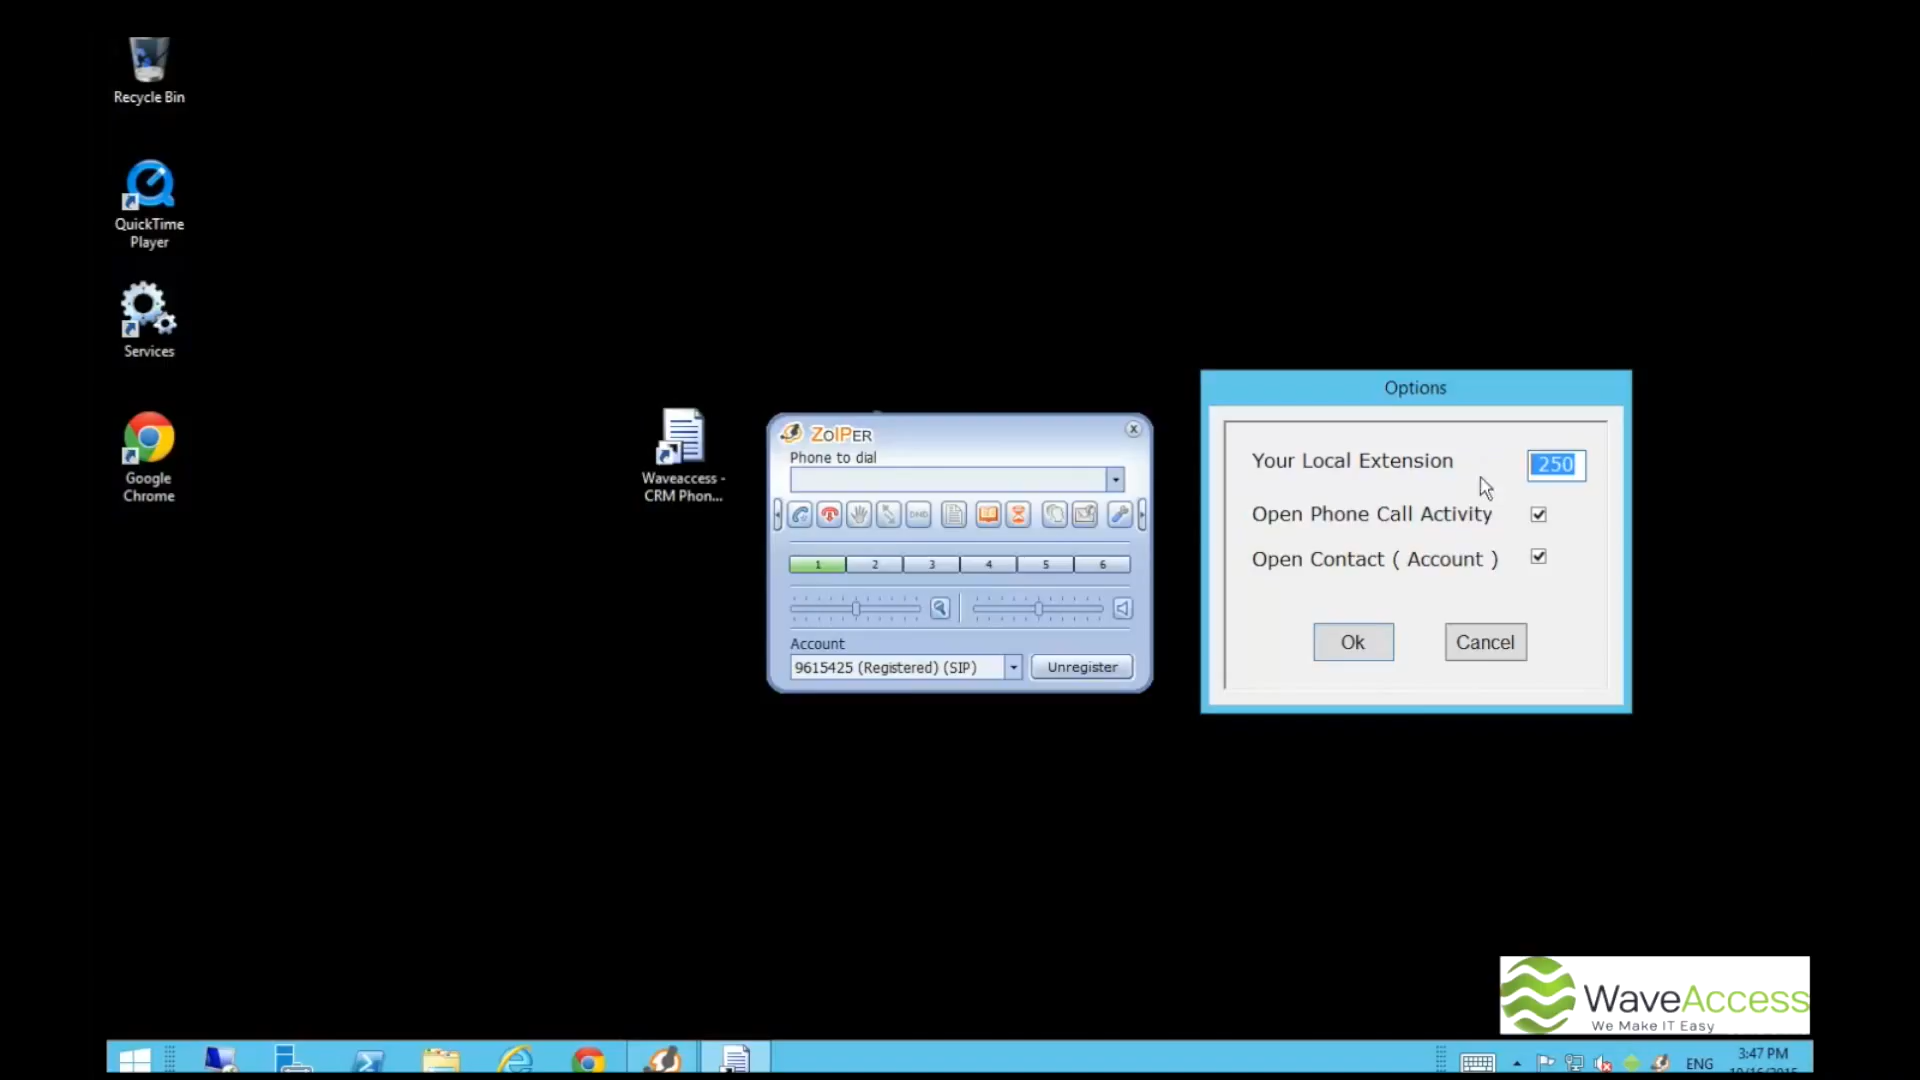 Recycle Bin
QuickTime
Player
Services
Google
Chrome
Waveaccess -
CRM Phon...
ZoIPER
Phone to dial
DND
1 2 3 4 5 6
Account
9615425 (Registered) (SIP)
Unregister
Options
Your Local Extension
250
Open Phone Call Activity
Open Contact ( Account )
Ok
Cancel
WaveAccess
We Make IT Easy
ENG
3:47 PM